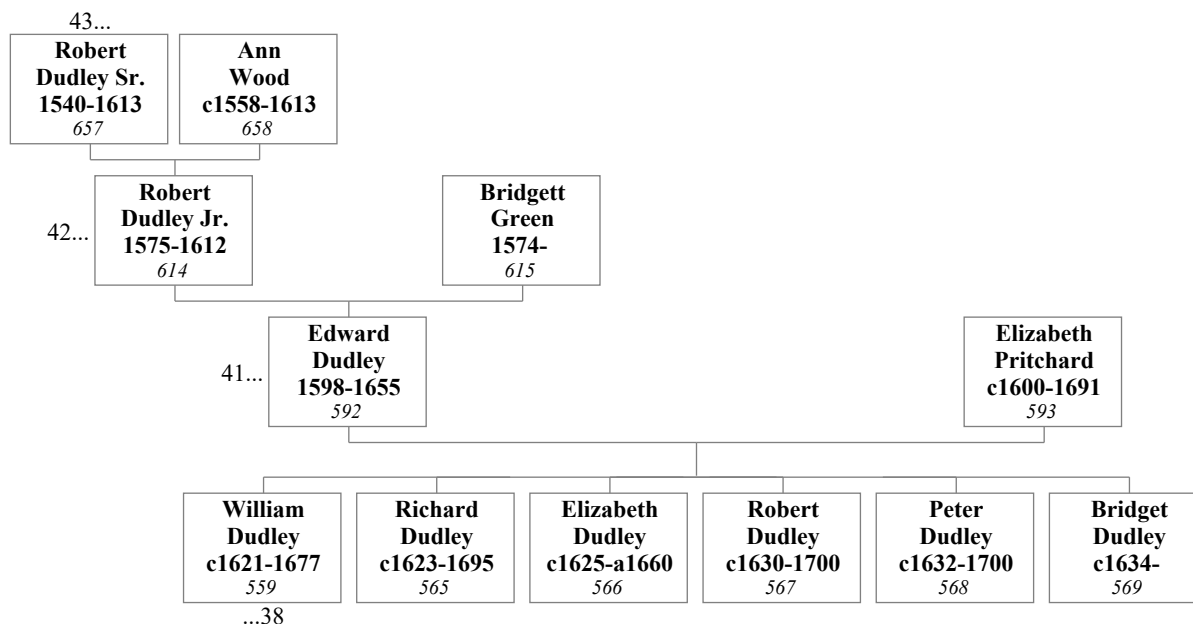 43...
Robert
Dudley Sr.
1540-1613
657
Ann
Wood
c1558-1613
658
42...
Robert
Dudley Jr.
1575-1612
614
Bridgett
Green
1574-
615
41...
Edward
Dudley
1598-1655
592
Elizabeth
Pritchard
c1600-1691
593
William
Dudley
c1621-1677
559
Richard
Dudley
c1623-1695
565
Elizabeth
Dudley
c1625-a1660
566
Robert
Dudley
c1630-1700
567
Peter
Dudley
c1632-1700
568
Bridget
Dudley
c1634-
569
...38